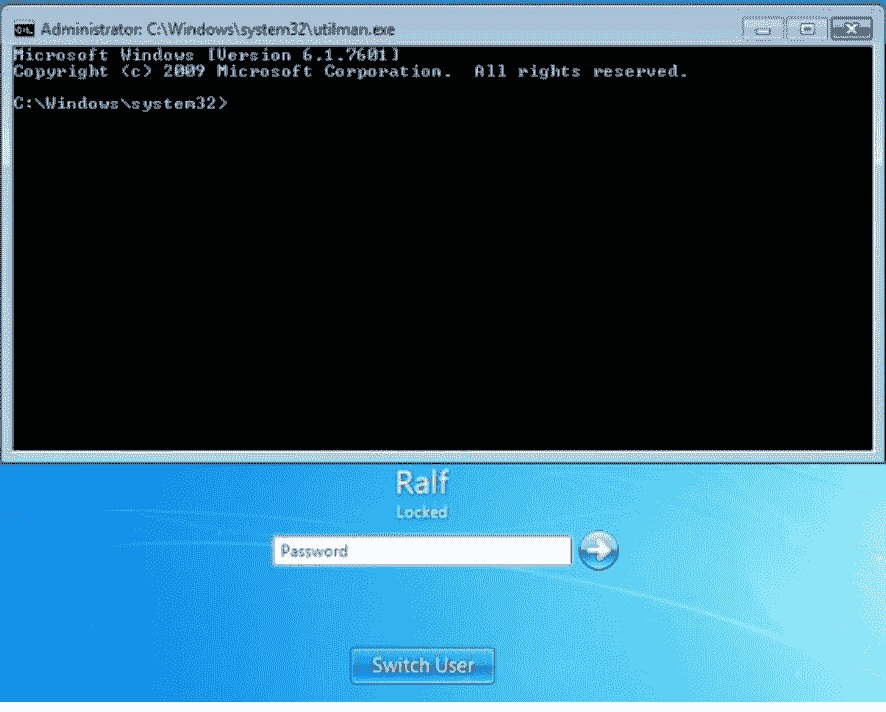 Administrator: C:\Windows\system32\utilman.exe
Microsoft Windows [Version 6.1.7601]
Copyright (c) 2009 Microsoft Corporation.  All rights reserved.
C:\Windows\system32>
Ralf
Locked
Password
Switch User